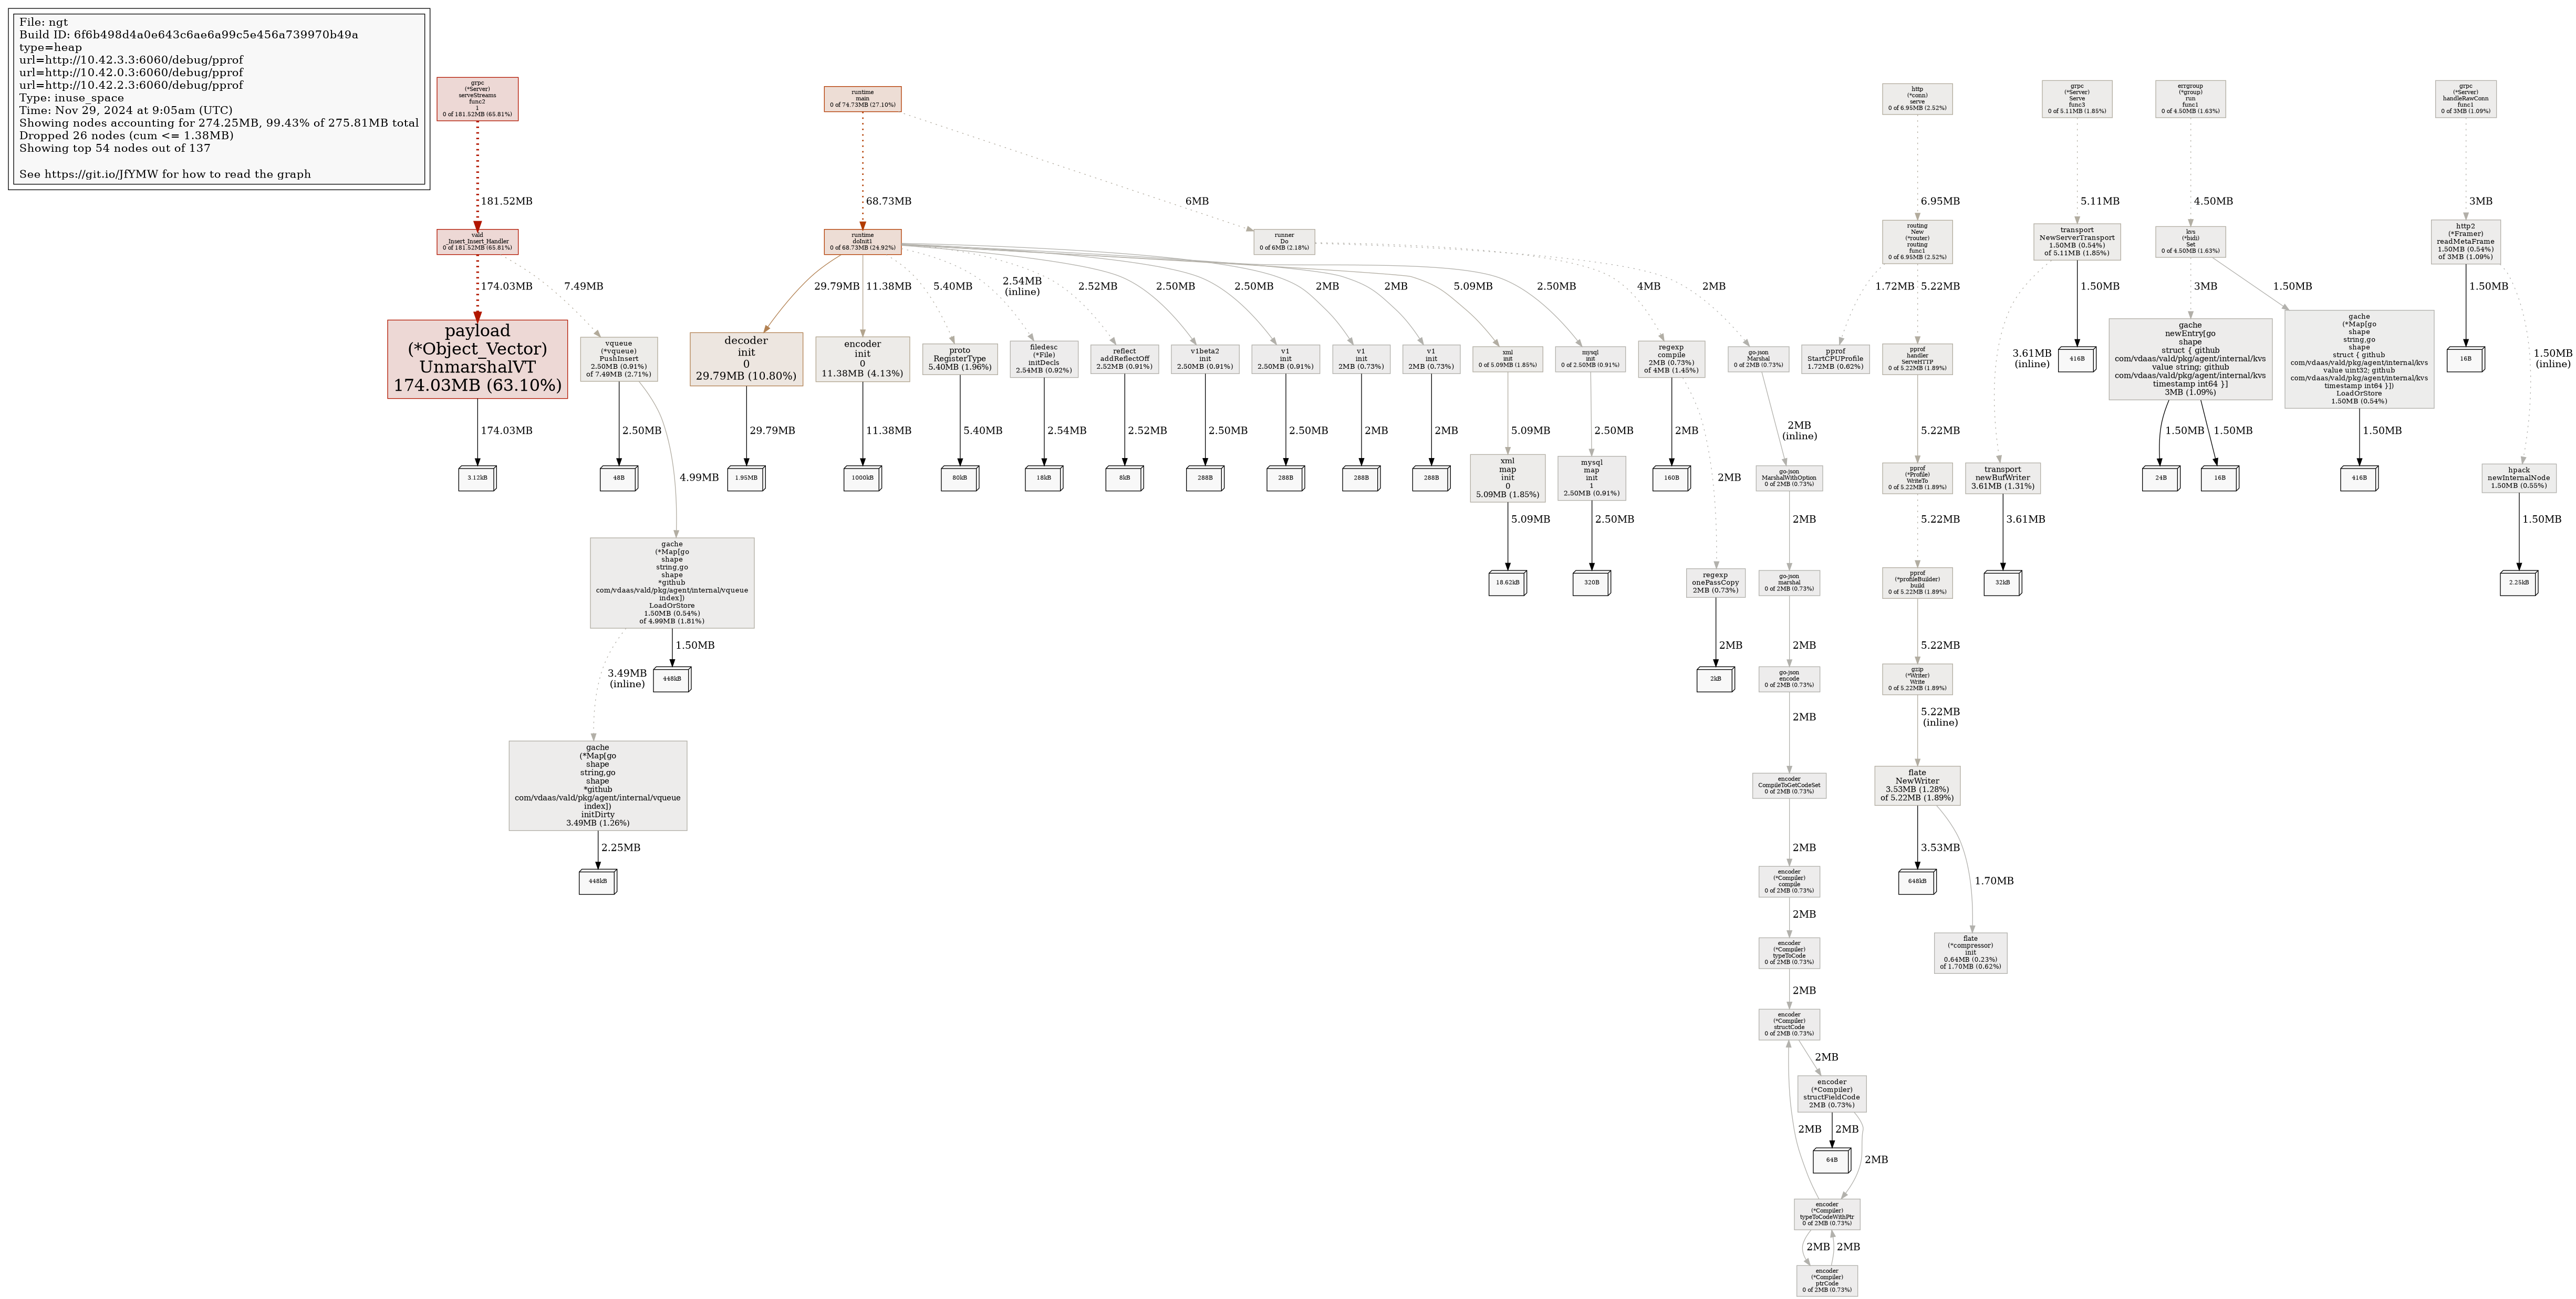 File: ngt
Build ID: 6f6b498d4a0e643c6ae6a99c5e456a739970b49a
type=heap
url=http://10.42.3.3:6060/debug/pprof
url=http://10.42.0.3:6060/debug/pprof
url=http://10.42.2.3:6060/debug/pprof
Type: inuse_space
Time: Nov 29, 2024 at 9:05am (UTC)
Showing nodes accounting for 274.25MB, 99.43% of 275.81MB total
Dropped 26 nodes (cum <= 1.38MB)
Showing top 54 nodes out of 137
See https://git.io/JfYMW for how to read the graph
grpc
(*Server)
serveStreams
func2
1
0 of 181.52MB (65.81%)
runtime
main
0 of 74.73MB (27.10%)
http
(*conn)
serve
0 of 6.95MB (2.52%)
grpc
(*Server)
Serve
func3
0 of 5.11MB (1.85%)
errgroup
(*group)
run
func1
0 of 4.50MB (1.63%)
grpc
(*Server)
handleRawConn
func1
0 of 3MB (1.09%)
181.52MB
68.73MB
6MB
6.95MB
5.11MB
4.50MB
3MB
vald
Insert_Insert_Handler
0 of 181.52MB (65.81%)
runtime
doInit1
0 of 68.73MB (24.92%)
runner
Do
0 of 6MB (2.18%)
routing
New
(*router)
routing
func1
0 of 6.95MB (2.52%)
transport
NewServerTransport
1.50MB (0.54%)
of 5.11MB (1.85%)
kvs
(*bidi)
Set
0 of 4.50MB (1.63%)
http2
(*Framer)
readMetaFrame
1.50MB (0.54%)
of 3MB (1.09%)
174.03MB
7.49MB
29.79MB
11.38MB
5.40MB
2.54MB
(inline)
2.52MB
2.50MB
2.50MB
2MB
2MB
5.09MB
2.50MB
4MB
2MB
1.72MB
5.22MB
3.61MB
(inline)
1.50MB
3MB
1.50MB
1.50MB
1.50MB
(inline)
payload
(*Object_Vector)
UnmarshalVT
174.03MB (63.10%)
vqueue
(*vqueue)
PushInsert
2.50MB (0.91%)
of 7.49MB (2.71%)
decoder
init
0
29.79MB (10.80%)
encoder
init
0
11.38MB (4.13%)
proto
RegisterType
5.40MB (1.96%)
filedesc
(*File)
initDecls
2.54MB (0.92%)
reflect
addReflectOff
2.52MB (0.91%)
v1beta2
init
2.50MB (0.91%)
v1
init
2.50MB (0.91%)
v1
init
2MB (0.73%)
v1
init
2MB (0.73%)
xml
init
0 of 5.09MB (1.85%)
mysql
init
0 of 2.50MB (0.91%)
regexp
compile
2MB (0.73%)
of 4MB (1.45%)
go-json
Marshal
0 of 2MB (0.73%)
pprof
StartCPUProfile
1.72MB (0.62%)
pprof
handler
ServeHTTP
0 of 5.22MB (1.89%)
416B
gache
newEntry[go
shape
struct { github
com/vdaas/vald/pkg/agent/internal/kvs
value string; github
com/vdaas/vald/pkg/agent/internal/kvs
timestamp int64 }]
3MB (1.09%)
gache
(*Map[go
shape
string,go
shape
struct { github
com/vdaas/vald/pkg/agent/internal/kvs
value uint32; github
com/vdaas/vald/pkg/agent/internal/kvs
timestamp int64 }])
LoadOrStore
1.50MB (0.54%)
16B
174.03MB
2.50MB
4.99MB
29.79MB
11.38MB
5.40MB
2.54MB
2.52MB
2.50MB
2.50MB
2MB
2MB
5.09MB
2.50MB
2MB
2MB
2MB
(inline)
5.22MB
1.50MB
1.50MB
1.50MB
3.12kB
48B
1.95MB
1000kB
80kB
18kB
8kB
288B
288B
288B
288B
xml
map
init
0
5.09MB (1.85%)
mysql
map
init
1
2.50MB (0.91%)
160B
go-json
MarshalWithOption
0 of 2MB (0.73%)
pprof
(*Profile)
WriteTo
0 of 5.22MB (1.89%)
transport
newBufWriter
3.61MB (1.31%)
24B
16B
416B
hpack
newInternalNode
1.50MB (0.55%)
5.09MB
2.50MB
2MB
5.22MB
3.61MB
1.50MB
gache
(*Map[go
shape
string,go
shape
*github
com/vdaas/vald/pkg/agent/internal/vqueue
index])
LoadOrStore
1.50MB (0.54%)
of 4.99MB (1.81%)
18.62kB
320B
regexp
onePassCopy
2MB (0.73%)
go-json
marshal
0 of 2MB (0.73%)
pprof
(*profileBuilder)
build
0 of 5.22MB (1.89%)
32kB
2.25kB
3.49MB
(inline)
1.50MB
2MB
2MB
5.22MB
448kB
2kB
go-json
encode
0 of 2MB (0.73%)
gzip
(*Writer)
Write
0 of 5.22MB (1.89%)
2MB
5.22MB
(inline)
gache
(*Map[go
shape
string,go
shape
*github
com/vdaas/vald/pkg/agent/internal/vqueue
index])
initDirty
3.49MB (1.26%)
encoder
CompileToGetCodeSet
0 of 2MB (0.73%)
flate
NewWriter
3.53MB (1.28%)
of 5.22MB (1.89%)
2.25MB
2MB
3.53MB
1.70MB
448kB
encoder
(*Compiler)
compile
0 of 2MB (0.73%)
648kB
2MB
encoder
(*Compiler)
typeToCode
0 of 2MB (0.73%)
flate
(*compressor)
init
0.64MB (0.23%)
of 1.70MB (0.62%)
2MB
encoder
(*Compiler)
structCode
0 of 2MB (0.73%)
2MB
encoder
(*Compiler)
structFieldCode
2MB (0.73%)
2MB
2MB
64B
2MB
encoder
(*Compiler)
typeToCodeWithPtr
0 of 2MB (0.73%)
2MB
2MB
encoder
(*Compiler)
ptrCode
0 of 2MB (0.73%)